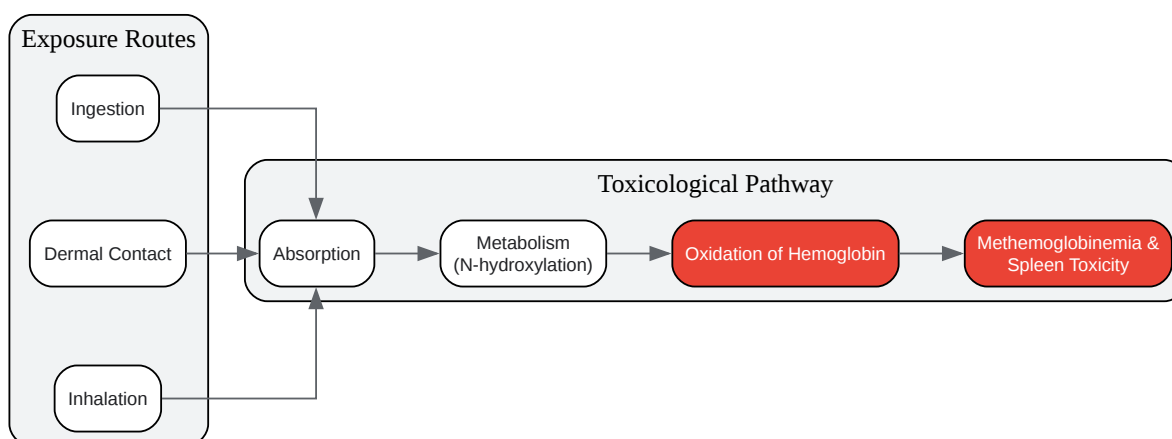 Exposure Routes
Ingestion
Toxicological Pathway
Dermal Contact
Absorption
Metabolism
(N-hydroxylation)
Oxidation of Hemoglobin
Methemoglobinemia &
Spleen Toxicity
Inhalation